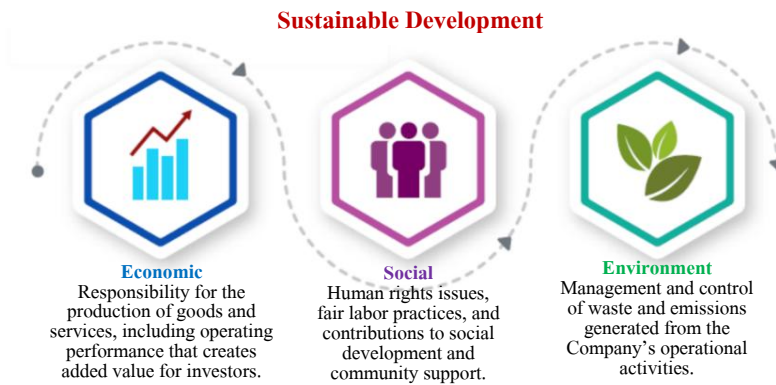 Sustainable Development
Economic
Responsibility for the
production of goods and
services, including operating
performance that creates
added value for investors.
Social
Human rights issues,
fair labor practices, and
contributions to social
development and
community support.
Environment
Management and control
of waste and emissions
generated from the
Company’s operational
activities.